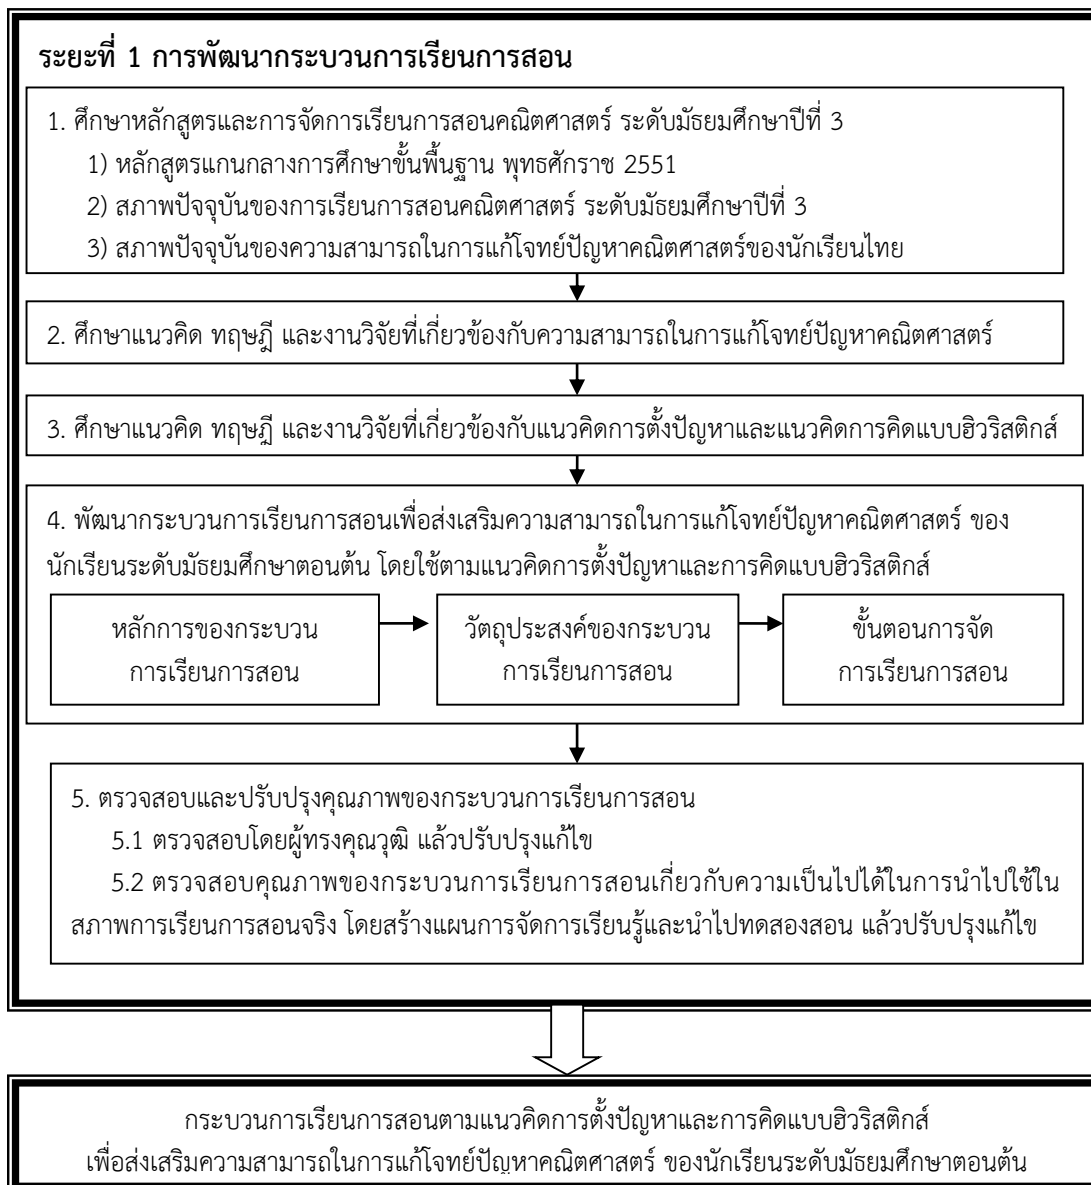 ระยะที่ 1 การพัฒนากระบวนการเรียนการสอน
1. ศึกษาหลักสูตรและการจัดการเรียนการสอนคณิตศาสตร์ ระดับมัธยมศึกษาปีที่ 3
1) หลักสูตรแกนกลางการศึกษาขั้นพื้นฐาน พุทธศักราช 2551
2) สภาพปัจจุบันของการเรียนการสอนคณิตศาสตร์ ระดับมัธยมศึกษาปีที่ 3
3) สภาพปัจจุบันของความสามารถในการแก้โจทย์ปัญหาคณิตศาสตร์ของนักเรียนไทย
2. ศึกษาแนวคิด ทฤษฎี และงานวิจัยที่เกี่ยวข้องกับความสามารถในการแก้โจทย์ปัญหาคณิตศาสตร์
3. ศึกษาแนวคิด ทฤษฎี และงานวิจัยที่เกี่ยวข้องกับแนวคิดการตั้งปัญหาและแนวคิดการคิดแบบฮิวริสติกส์
4. พัฒนากระบวนการเรียนการสอนเพื่อส่งเสริมความสามารถในการแก้โจทย์ปัญหาคณิตศาสตร์ ของ
นักเรียนระดับมัธยมศึกษาตอนต้น โดยใช้ตามแนวคิดการตั้งปัญหาและการคิดแบบฮิวริสติกส์
หลักการของกระบวน
การเรียนการสอน
วัตถุประสงค์ของกระบวน
การเรียนการสอน
ขั้นตอนการจัด
การเรียนการสอน
5. ตรวจสอบและปรับปรุงคุณภาพของกระบวนการเรียนการสอน
5.1 ตรวจสอบโดยผู้ทรงคุณวุฒิ แล้วปรับปรุงแก้ไข
5.2 ตรวจสอบคุณภาพของกระบวนการเรียนการสอนเกี่ยวกับความเป็นไปได้ในการนำไปใช้ใน
สภาพการเรียนการสอนจริง โดยสร้างแผนการจัดการเรียนรู้และนำไปทดสองสอน แล้วปรับปรุงแก้ไข
กระบวนการเรียนการสอนตามแนวคิดการตั้งปัญหาและการคิดแบบฮิวริสติกส์
เพื่อส่งเสริมความสามารถในการแก้โจทย์ปัญหาคณิตศาสตร์ ของนักเรียนระดับมัธยมศึกษาตอนต้น